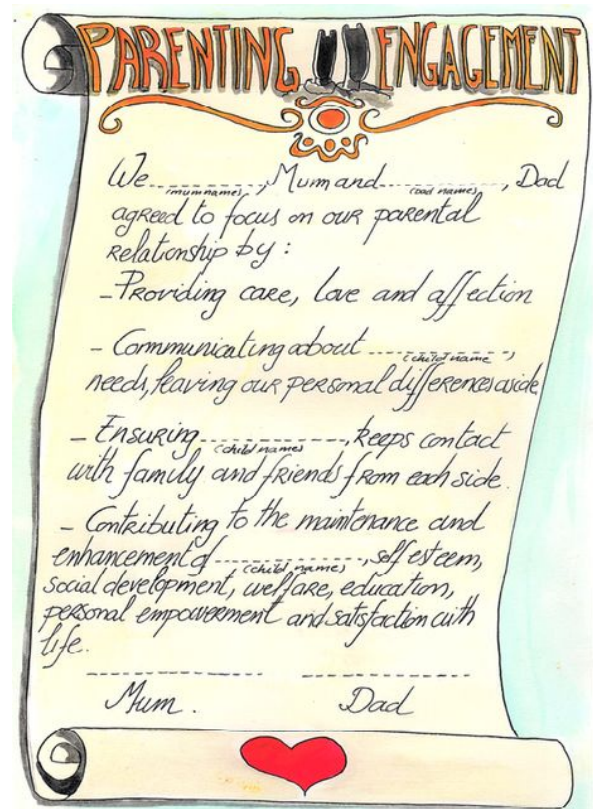 PARENTING ENGAGEMENT
We ------------, Mum and ------------, Dad
(mum names) (Dad name)
agreed to focus on our parental
relationship by :
- Providing care, love and affection
- Communicating about ------------,
(child name)
needs, leaving our personal differences aside
- Ensuring ------------, keeps contact
(child names)
with family and friends from each side.
- Contributing to the maintenance and
enhancement of ------------, self esteem,
(child name)
social development, welfare, education,
personal empowerment and satisfaction with
life.
------------ ------------
Mum. Dad